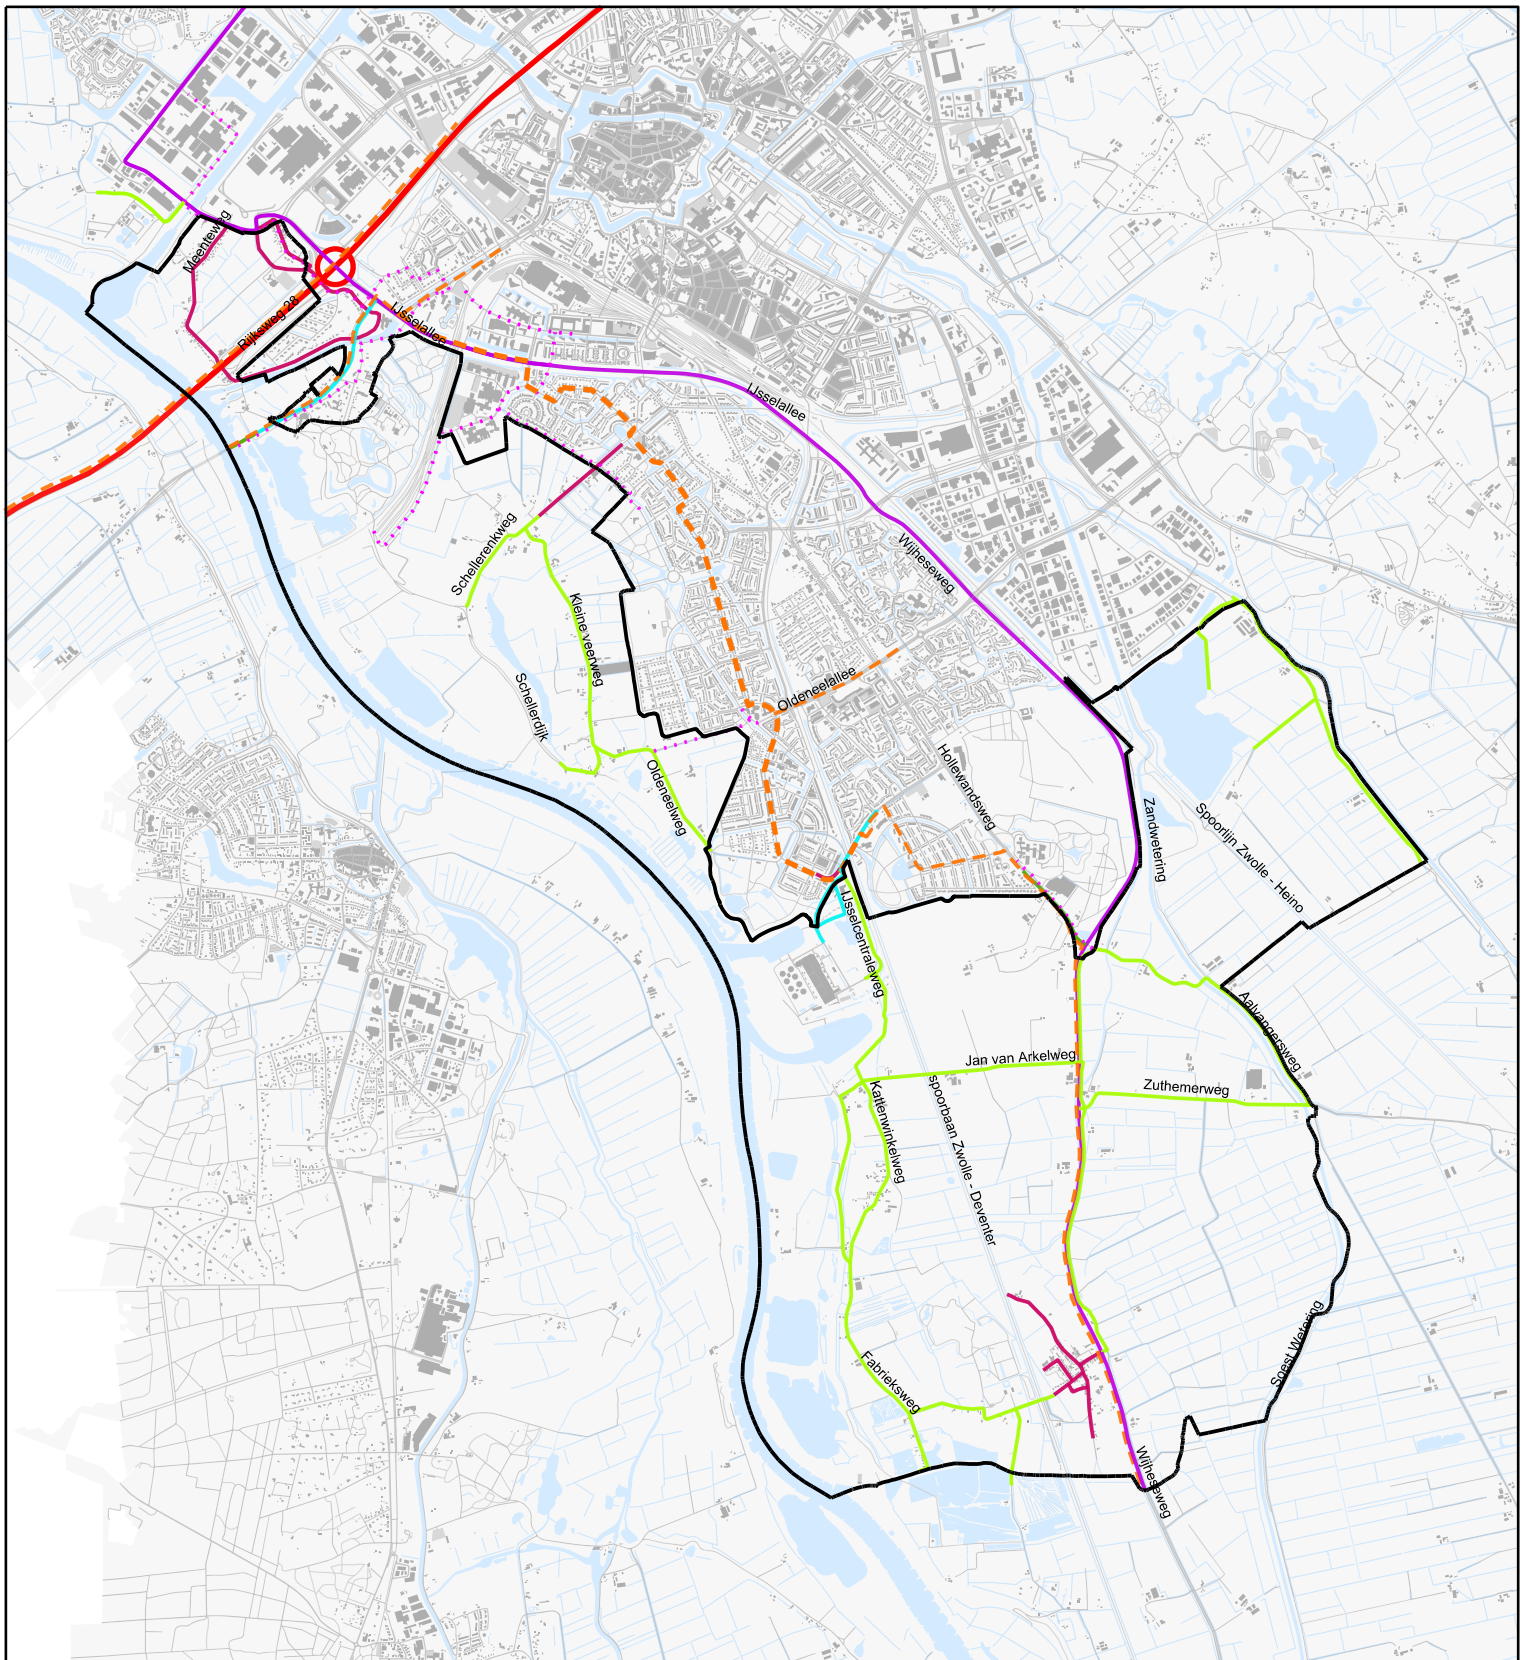 Meenteweg
Rijksweg 28
IJsselallee
IJsselallee
Wijheseweg
Schellerenkweg
Kleine veerweg
Schellerdijk
Oldeneelallee
Oldeneelweg
Hollewandsweg
Zandwetering
Spoorlijn Zwolle - Heino
IJsselcentraleweg
Aalvangersweg
Jan van Arkelweg
Zuthemerweg
Kattenwinkelweg
spoorbaan Zwolle - Deventer
Soest Wetering
Fabrieksweg
Wijheseweg